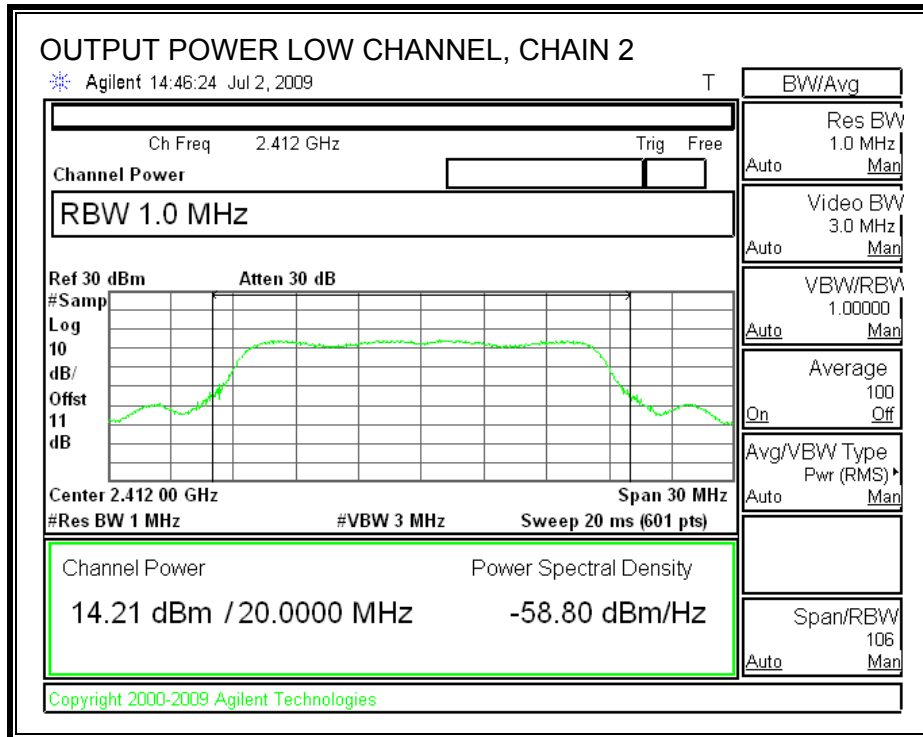 OUTPUT POWER LOW CHANNEL, CHAIN 2
Agilent 14:46:24 Jul 2, 2009 T
Ch Freq 2.412 GHz Trig Free
Channel Power
RBW 1.0 MHz
Ref 30 dBm Atten 30 dB
#Samp
Log
10
dB/
Offst
11
dB
Center 2.412 00 GHz Span 30 MHz
#Res BW 1 MHz #VBW 3 MHz Sweep 20 ms (601 pts)
Channel Power Power Spectral Density
14.21 dBm / 20.0000 MHz -58.80 dBm/Hz
Copyright 2000-2009 Agilent Technologies
BW/Avg
Res BW
1.0 MHz
Auto Man
Video BW
3.0 MHz
Auto Man
VBW/RBW
1.00000
Auto Man
Average
100
On Off
Avg/VBW Type
Pwr (RMS)
Auto Man
Span/RBW
106
Auto Man